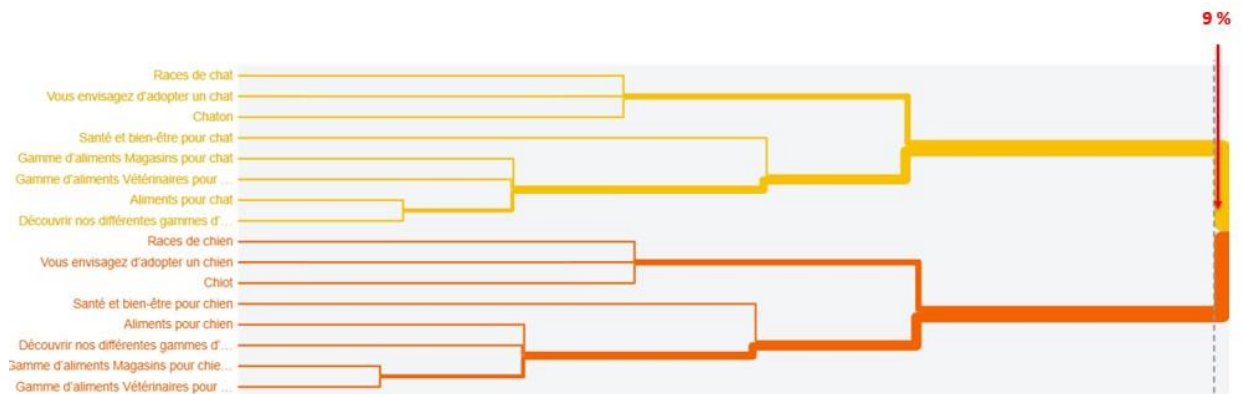 9 %
Races de chat
Vous envisagez d'adopter un chat
Chaton
Santé et bien-être pour chat
Gamme d'aliments Magasins pour chat
Gamme d'aliments Vétérinaires pour ...
Aliments pour chat
Découvrir nos différentes gammes d'...
Races de chien
Vous envisagez d'adopter un chien
Chiot
Santé et bien-être pour chien
Aliments pour chien
Découvrir nos différentes gammes d'...
Gamme d'aliments Magasins pour chie...
Gamme d'aliments Vétérinaires pour ...